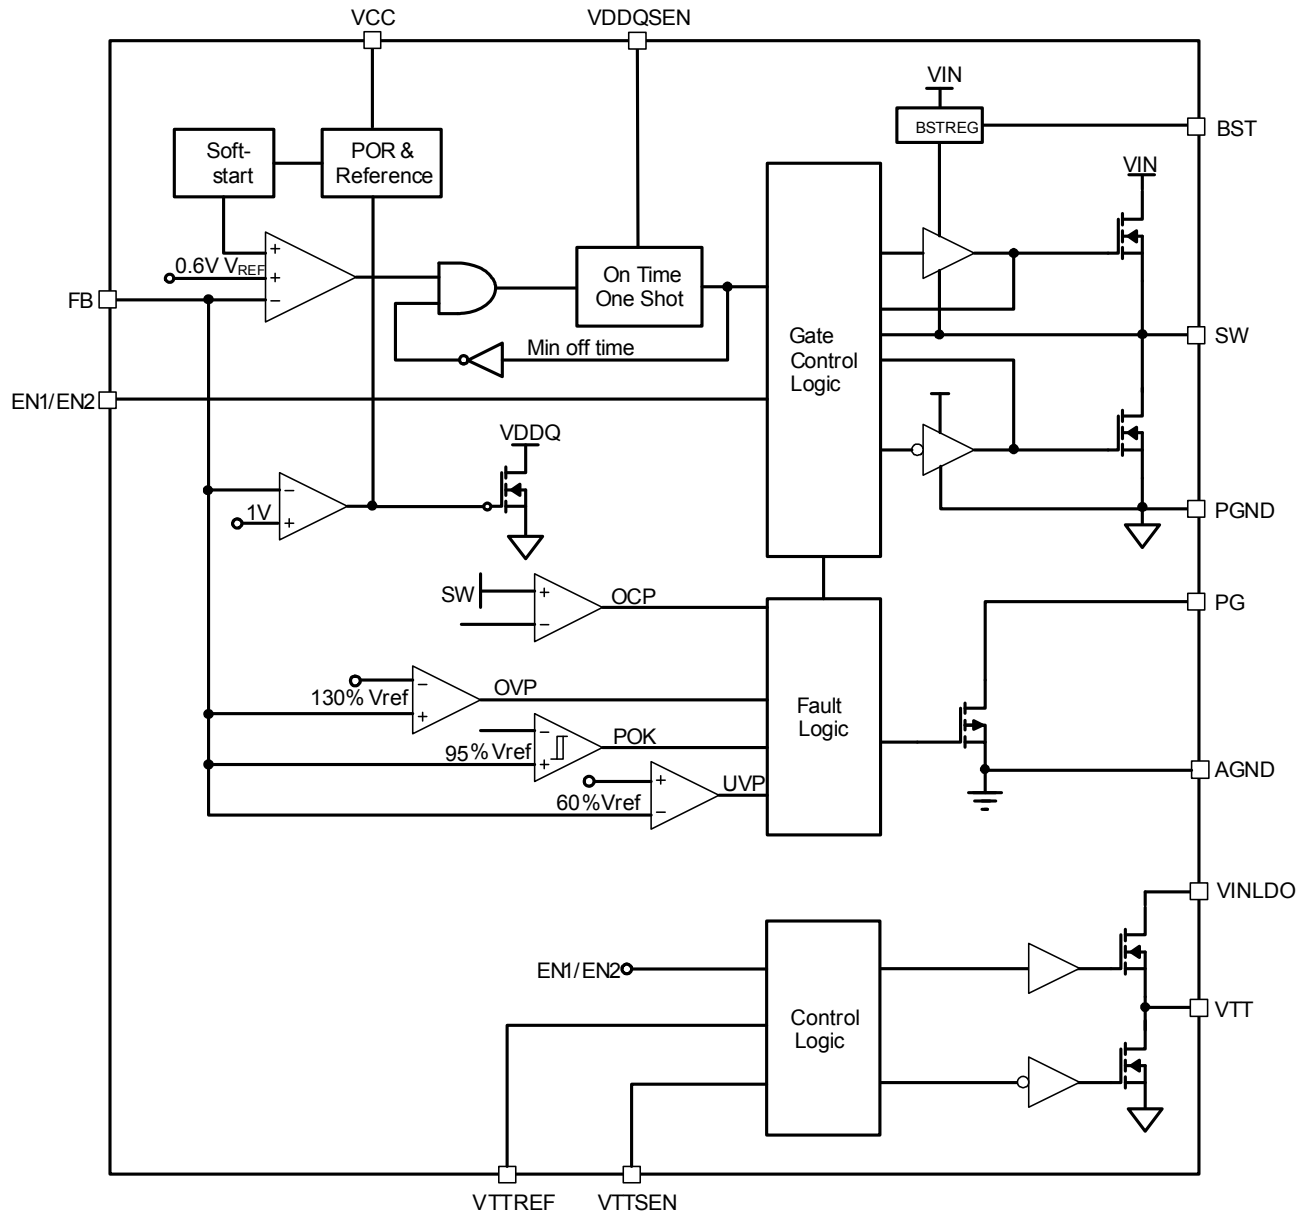 VCC
VDDQSEN
VIN
BSTREG
BST
Soft-
start
POR &
Reference
VIN
0.6V VREF
+
+
−
FB
On Time
One Shot
Min off time
Gate
Control
Logic
SW
EN1/EN2
VDDQ
−
1V
+
PGND
SW
+
−
OCP
PG
130% Vref
−
+
OVP
Fault
Logic
95% Vref
−
+
POK
60%Vref
+
−
UVP
AGND
VINLDO
EN1/EN2
Control
Logic
VTT
VTTREF
VTTSEN